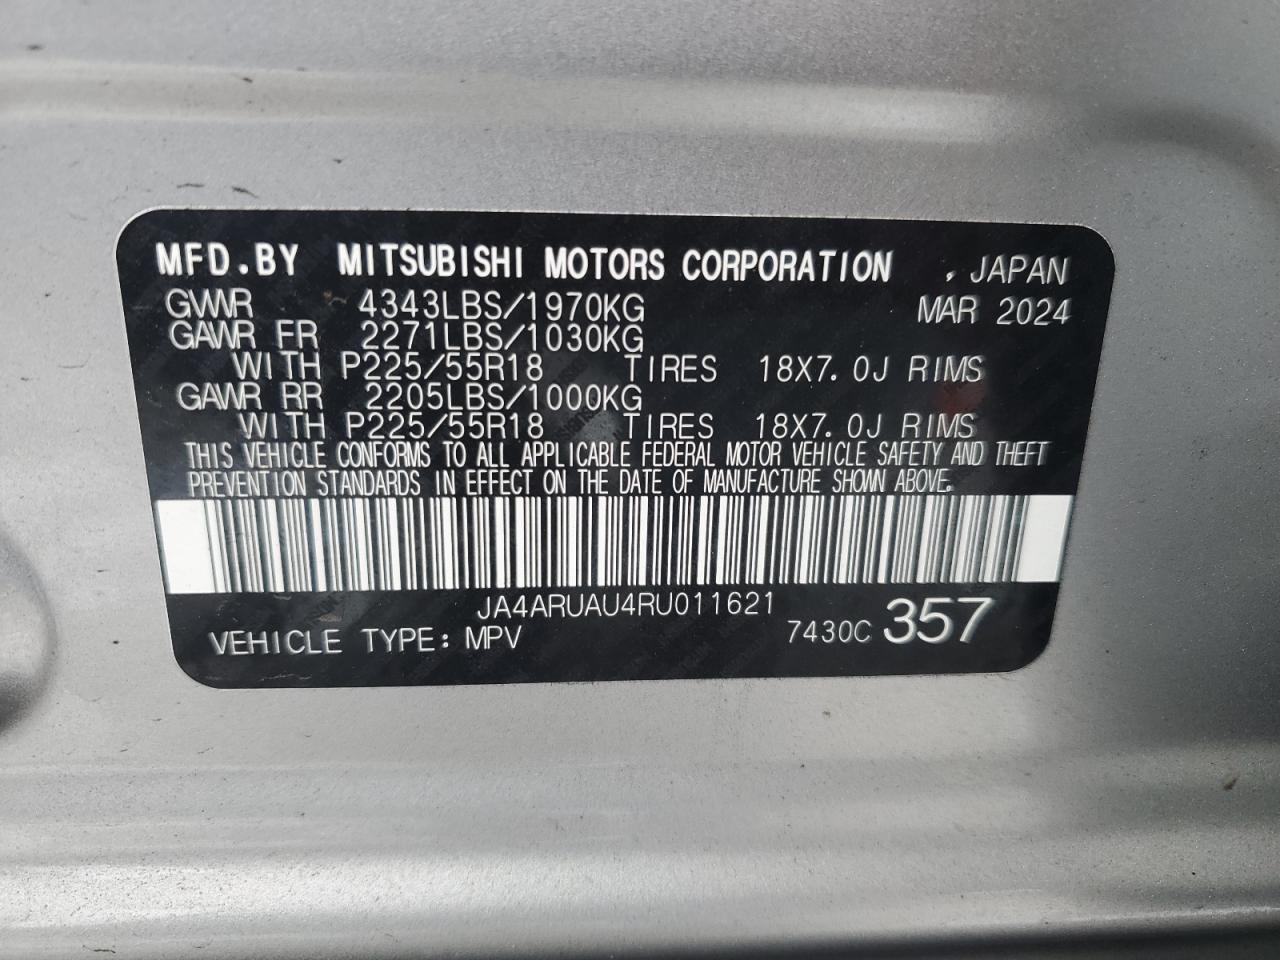 MFD.BY MITSUBISHI MOTORS CORPORATION , JAPAN
GVWR 4343LBS/1970KG MAR 2024
GAWR FR 2271LBS/1030KG
WITH P225/55R18 TIRES 18X7.0J RIMS
GAWR RR 2205LBS/1000KG
WITH P225/55R18 TIRES 18X7.0J RIMS
THIS VEHICLE CONFORMS TO ALL APPLICABLE FEDERAL MOTOR VEHICLE SAFETY AND THEFT
PREVENTION STANDARDS IN EFFECT ON THE DATE OF MANUFACTURE SHOWN ABOVE.
JA4ARUAU4RU011621
VEHICLE TYPE: MPV 7430C 357